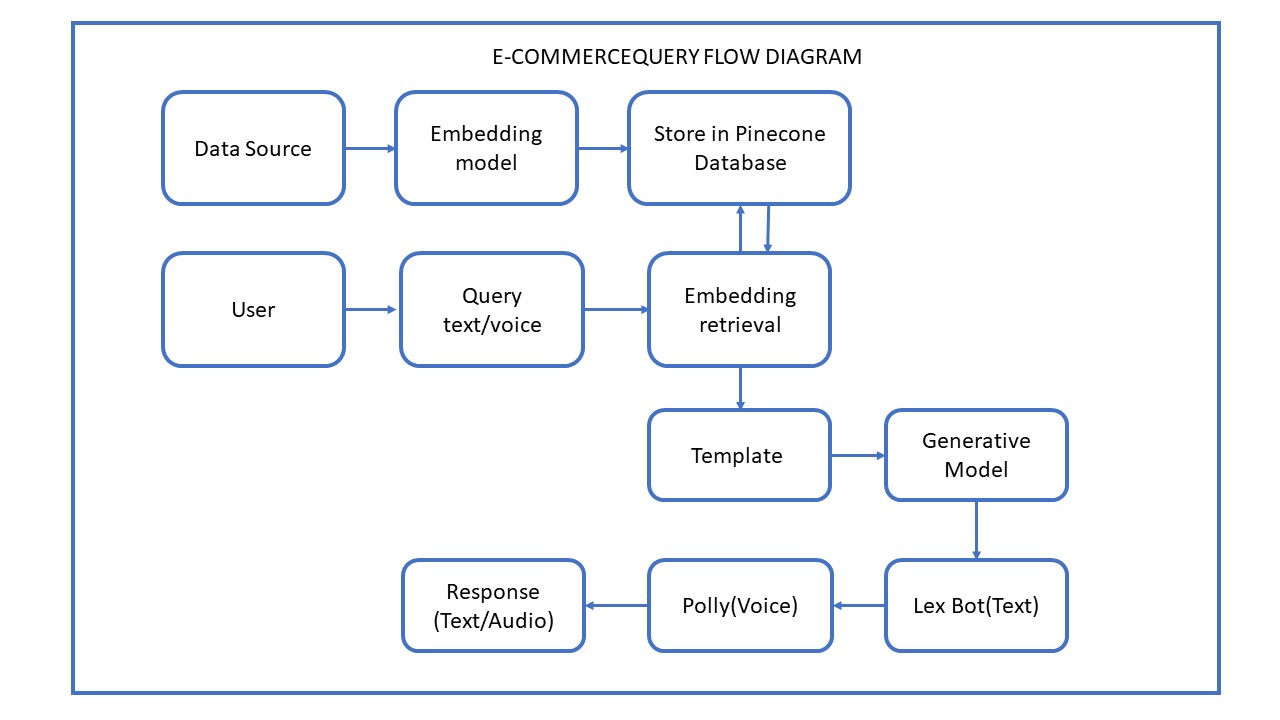 E-COMMERCEQUERY FLOW DIAGRAM
Data Source
Embedding
model
Store in Pinecone
Database
User
Query
text/voice
Embedding
retrieval
Template
Generative
Model
Response
(Text/Audio)
Polly(Voice)
Lex Bot(Text)